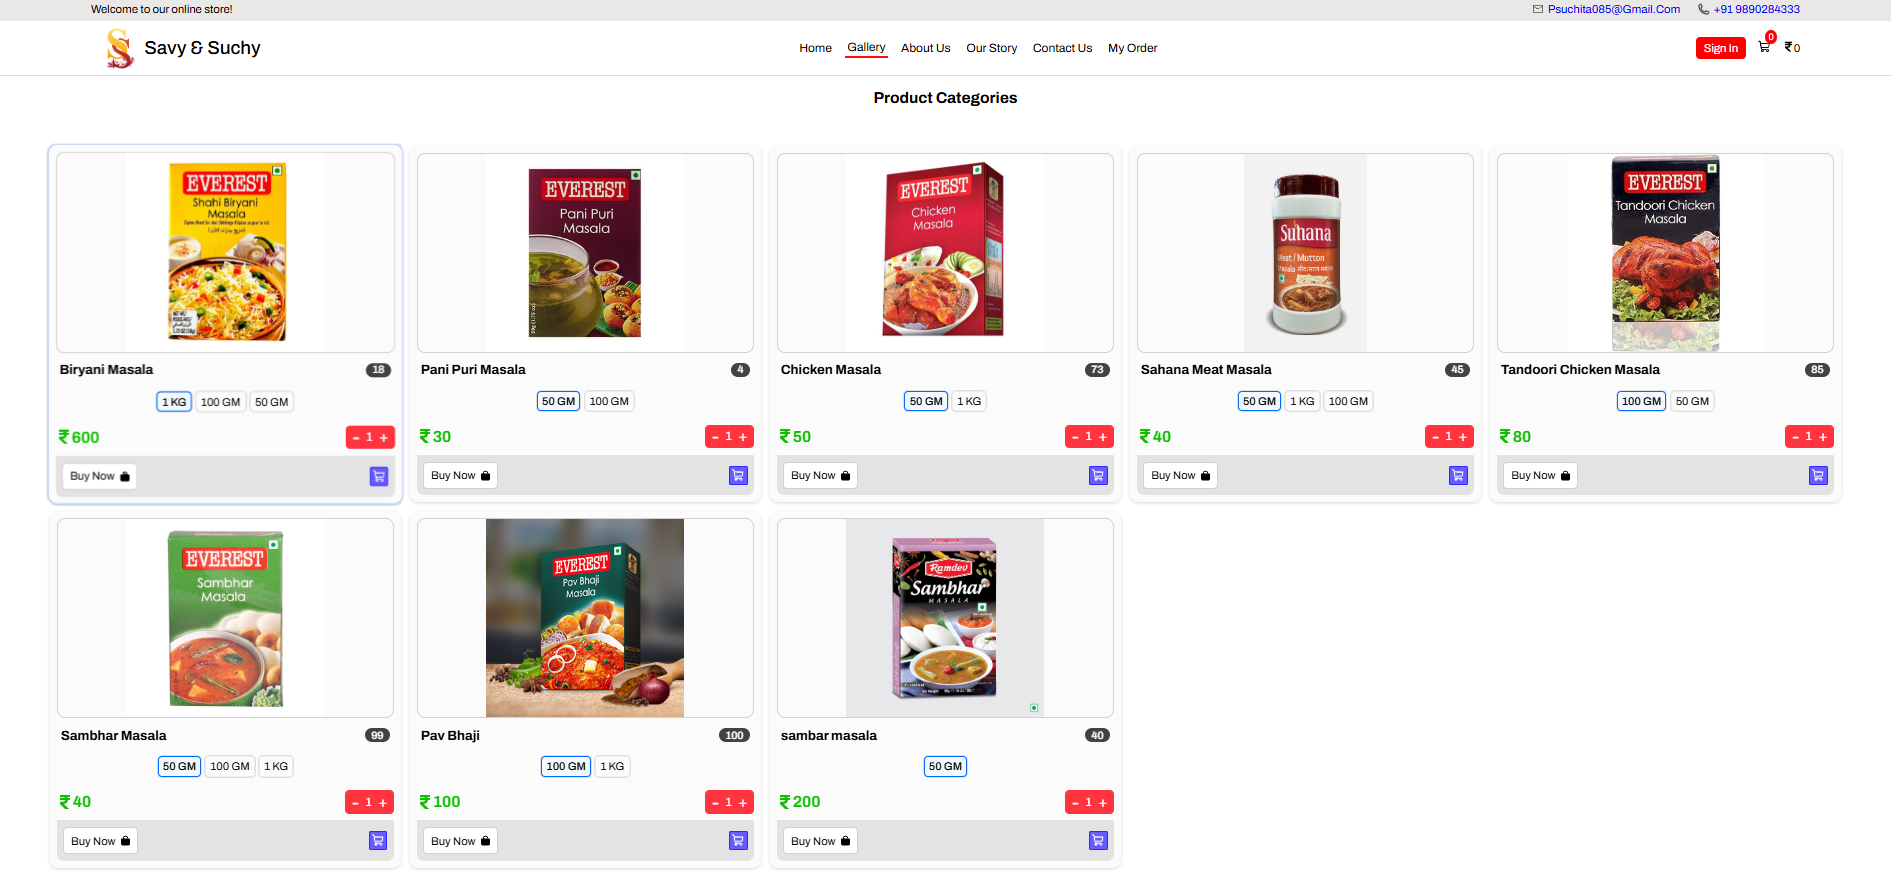 Welcome to our online store!
Psuchita085@Gmail.Com
+91 9890284333
Savy & Suchy
Home
Gallery
About Us
Our Story
Contact Us
My Order
Sign In
0
₹0
Product Categories
EVEREST
Shahi Biryani
Masala
EVEREST
Pani Puri
Masala
EVEREST
Chicken
Masala
Suhana
Meat / Mutton
Masala
EVEREST
Tandoori Chicken
Masala
Biryani Masala
18
1 KG
100 GM
50 GM
₹600
- 1 +
Buy Now
Pani Puri Masala
4
50 GM
100 GM
₹30
- 1 +
Buy Now
Chicken Masala
73
50 GM
1 KG
₹50
- 1 +
Buy Now
Sahana Meat Masala
45
50 GM
1 KG
100 GM
₹40
- 1 +
Buy Now
Tandoori Chicken Masala
85
100 GM
50 GM
₹80
- 1 +
Buy Now
EVEREST
Sambhar
Masala
EVEREST
Pav Bhaji
Masala
Ramdev
Sambhar
MASALA
Sambhar Masala
99
50 GM
100 GM
1 KG
₹40
- 1 +
Buy Now
Pav Bhaji
100
100 GM
1 KG
₹100
- 1 +
Buy Now
sambar masala
40
50 GM
₹200
- 1 +
Buy Now